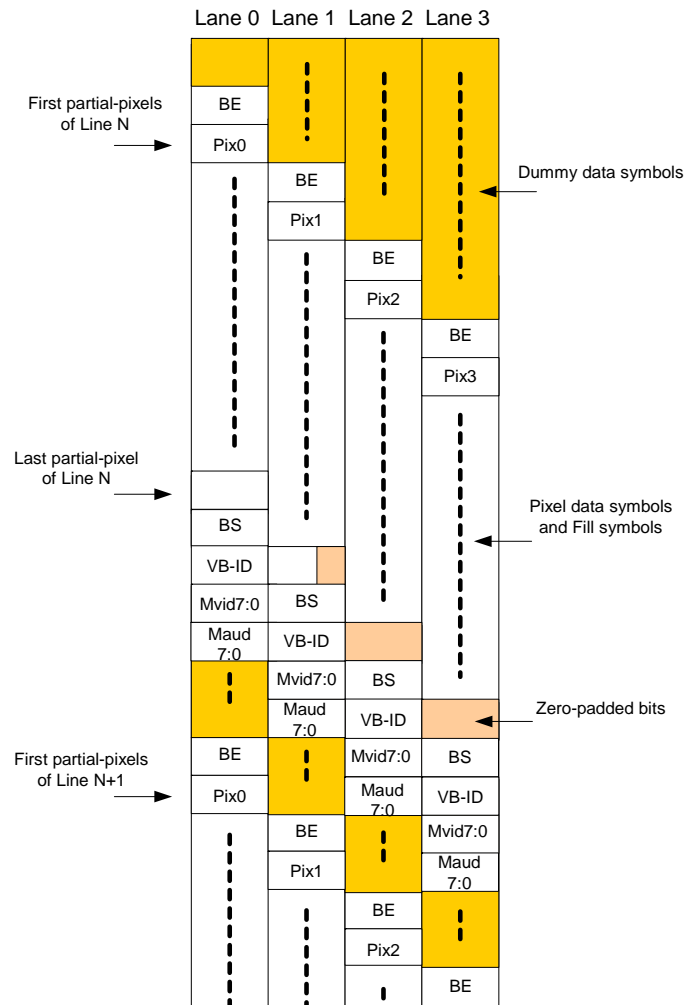 Lane 0 Lane 1 Lane 2 Lane 3
First partial-pixels
of Line N
BE
Pix0
BE
Pix1
Dummy data symbols
BE
Pix2
BE
Pix3
Last partial-pixel
of Line N
BS
VB-ID
Mvid7:0
Maud
7:0
Pixel data symbols
and Fill symbols
BS
VB-ID
Mvid7:0
Maud
7:0
BS
VB-ID
Mvid7:0
Maud
7:0
Zero-padded bits
BS
VB-ID
Mvid7:0
Maud
7:0
First partial-pixels
of Line N+1
BE
Pix0
BE
Pix1
BE
Pix2
BE